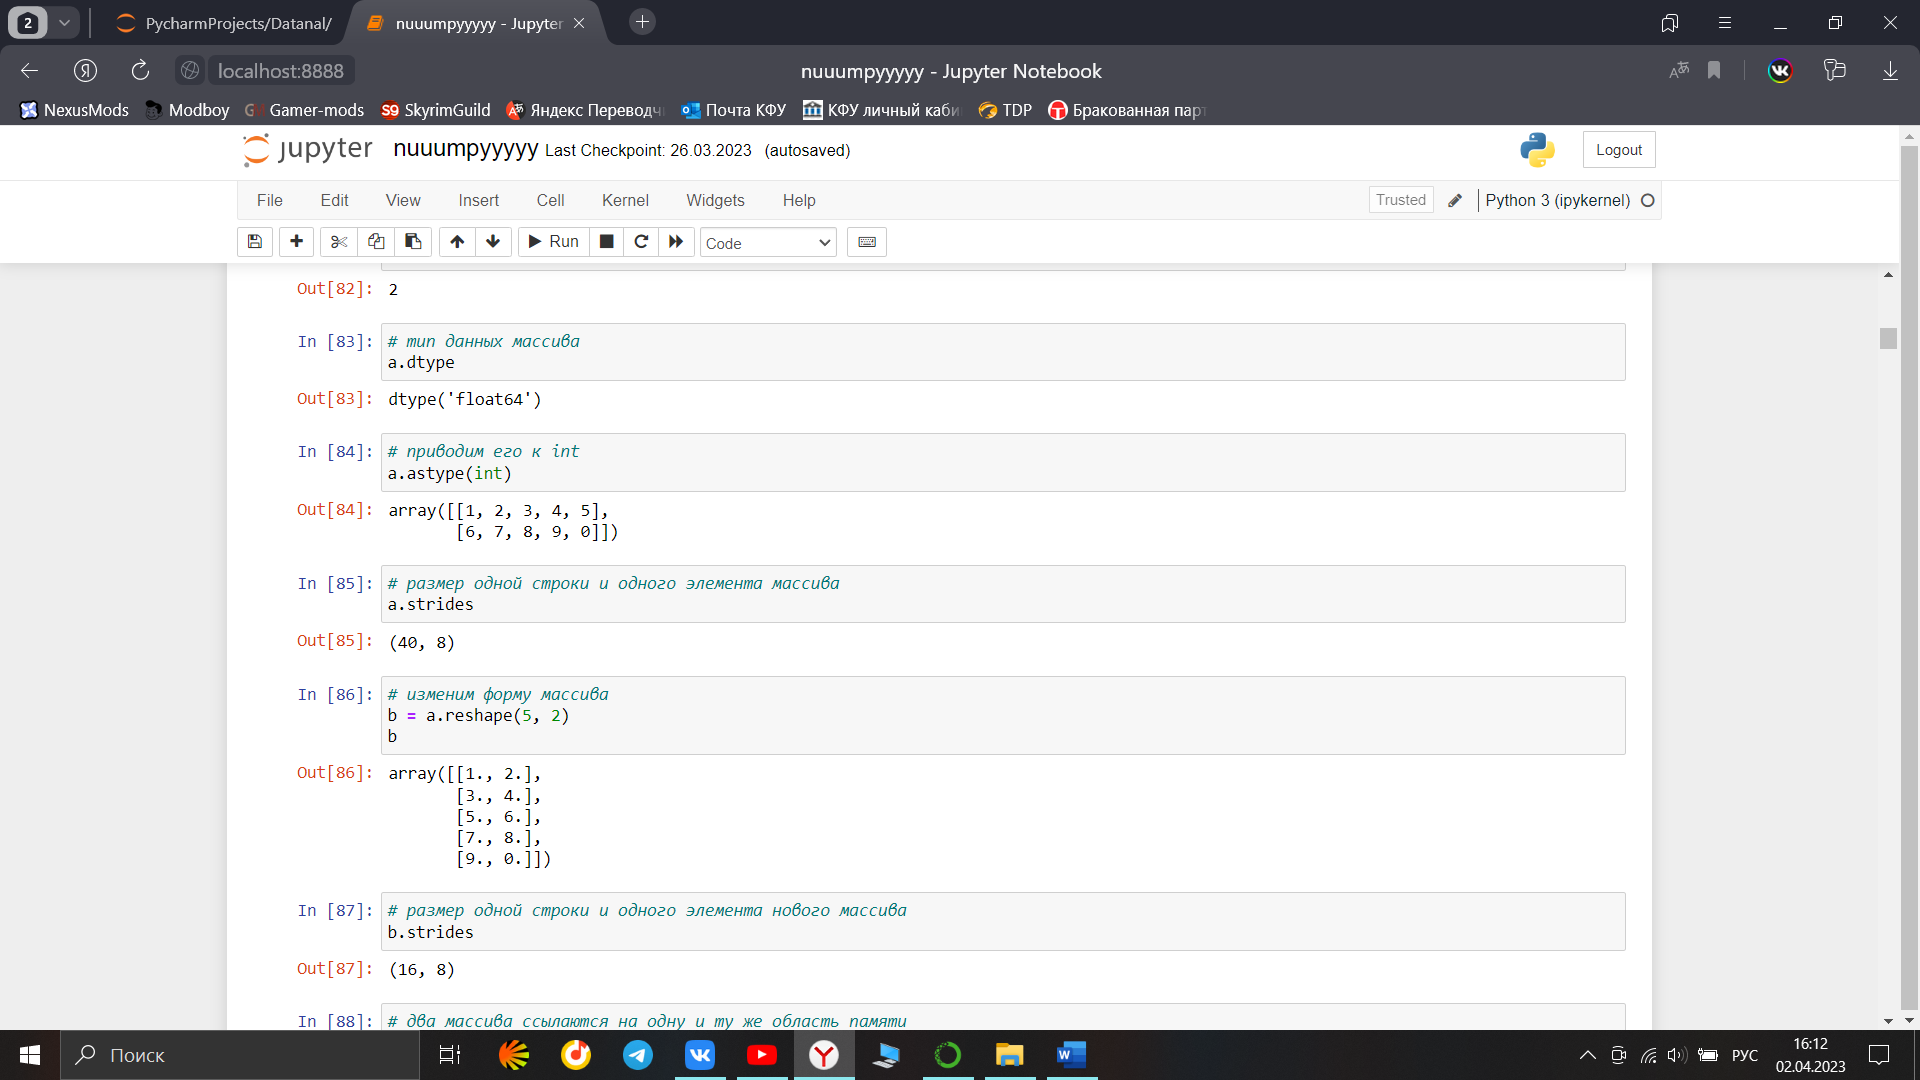 2
PycharmProjects/Datanal/
nuuumpyyyyy - Jupyter
Я
localhost:8888
nuuumpyyyyy - Jupyter Notebook
NexusMods
Modboy
Gamer-mods
S9 SkyrimGuild
Яндекс Переводч
Почта КФУ
КФУ личный каби
TDP
Бракованная пар
jupyter nuuumpyyyyy Last Checkpoint: 26.03.2023 (autosaved)
Logout
File Edit View Insert Cell Kernel Widgets Help
Trusted
Python 3 (ipykernel)
Run
Code
Out[82]: 2
In [83]: # тип данных массива
a.dtype
Out[83]: dtype('float64')
In [84]: # приводим его к int
a.astype(int)
Out[84]: array([[1, 2, 3, 4, 5],
[6, 7, 8, 9, 0]])
In [85]: # размер одной строки и одного элемента массива
a.strides
Out[85]: (40, 8)
In [86]: # изменим форму массива
b = a.reshape(5, 2)
b
Out[86]: array([[1., 2.],
[3., 4.],
[5., 6.],
[7., 8.],
[9., 0.]])
In [87]: # размер одной строки и одного элемента нового массива
b.strides
Out[87]: (16, 8)
In [88]: # два массива ссылаются на одну и ту же область памяти
Поиск
РУС
16:12
02.04.2023